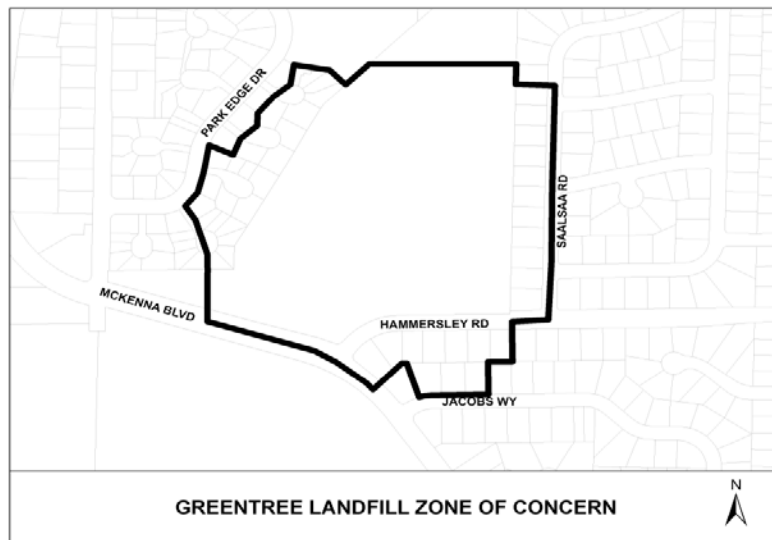 PARK EDGE DR
SAALSAA RD
MCKENNA BLVD
HAMMERSLEY RD
JACOBS WY
GREENTREE LANDFILL ZONE OF CONCERN
N